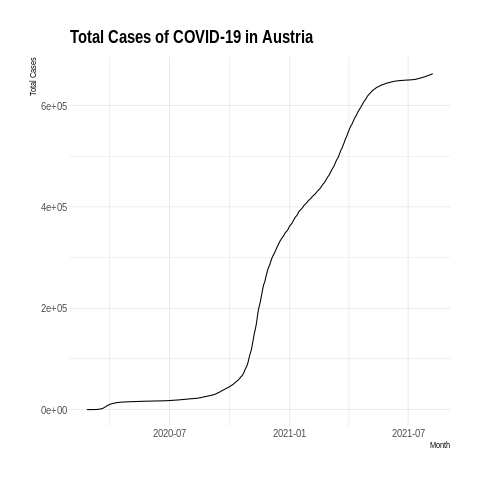 Total Cases of COVID-19 in Austria
Total Cases
6e+05
4e+05
2e+05
0e+00
2020-07 2021-01 2021-07
Month